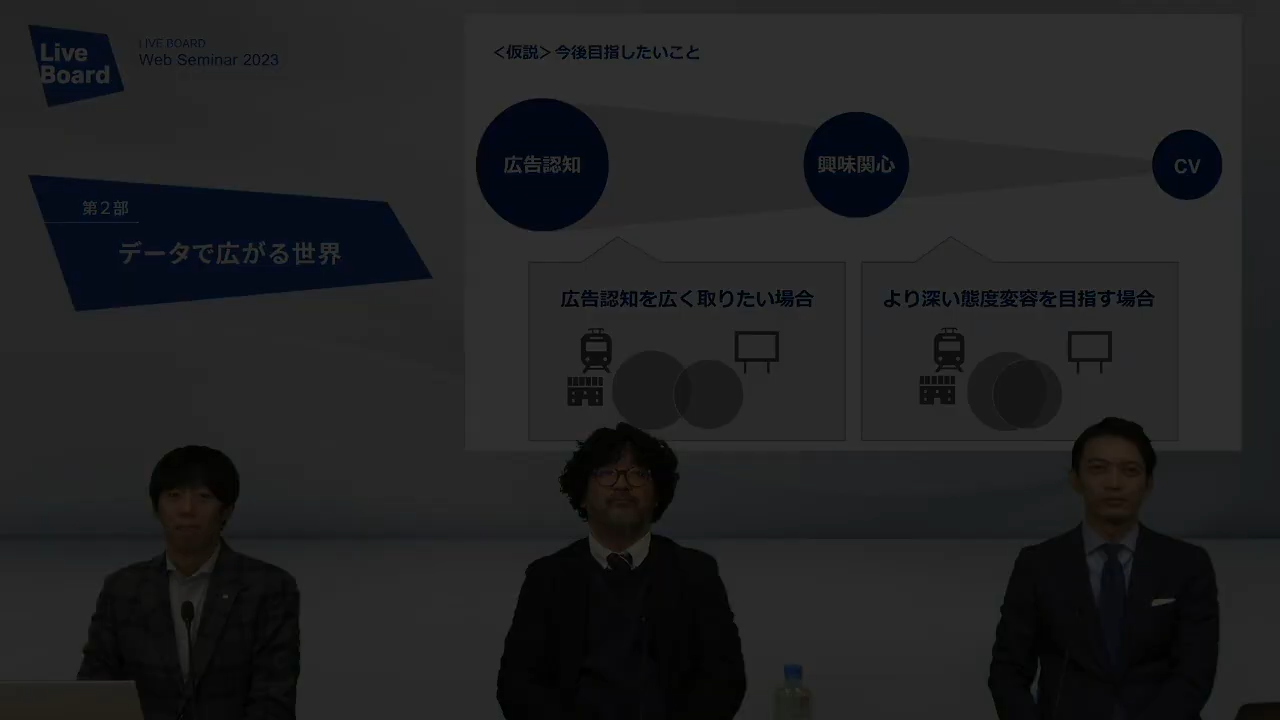 Live
Board
LIVE BOARD
Web Seminar 2023
第2部
データで広がる世界
＜仮説＞今後目指したいこと
広告認知
興味関心
CV
広告認知を広く取りたい場合
より深い態度変容を目指す場合